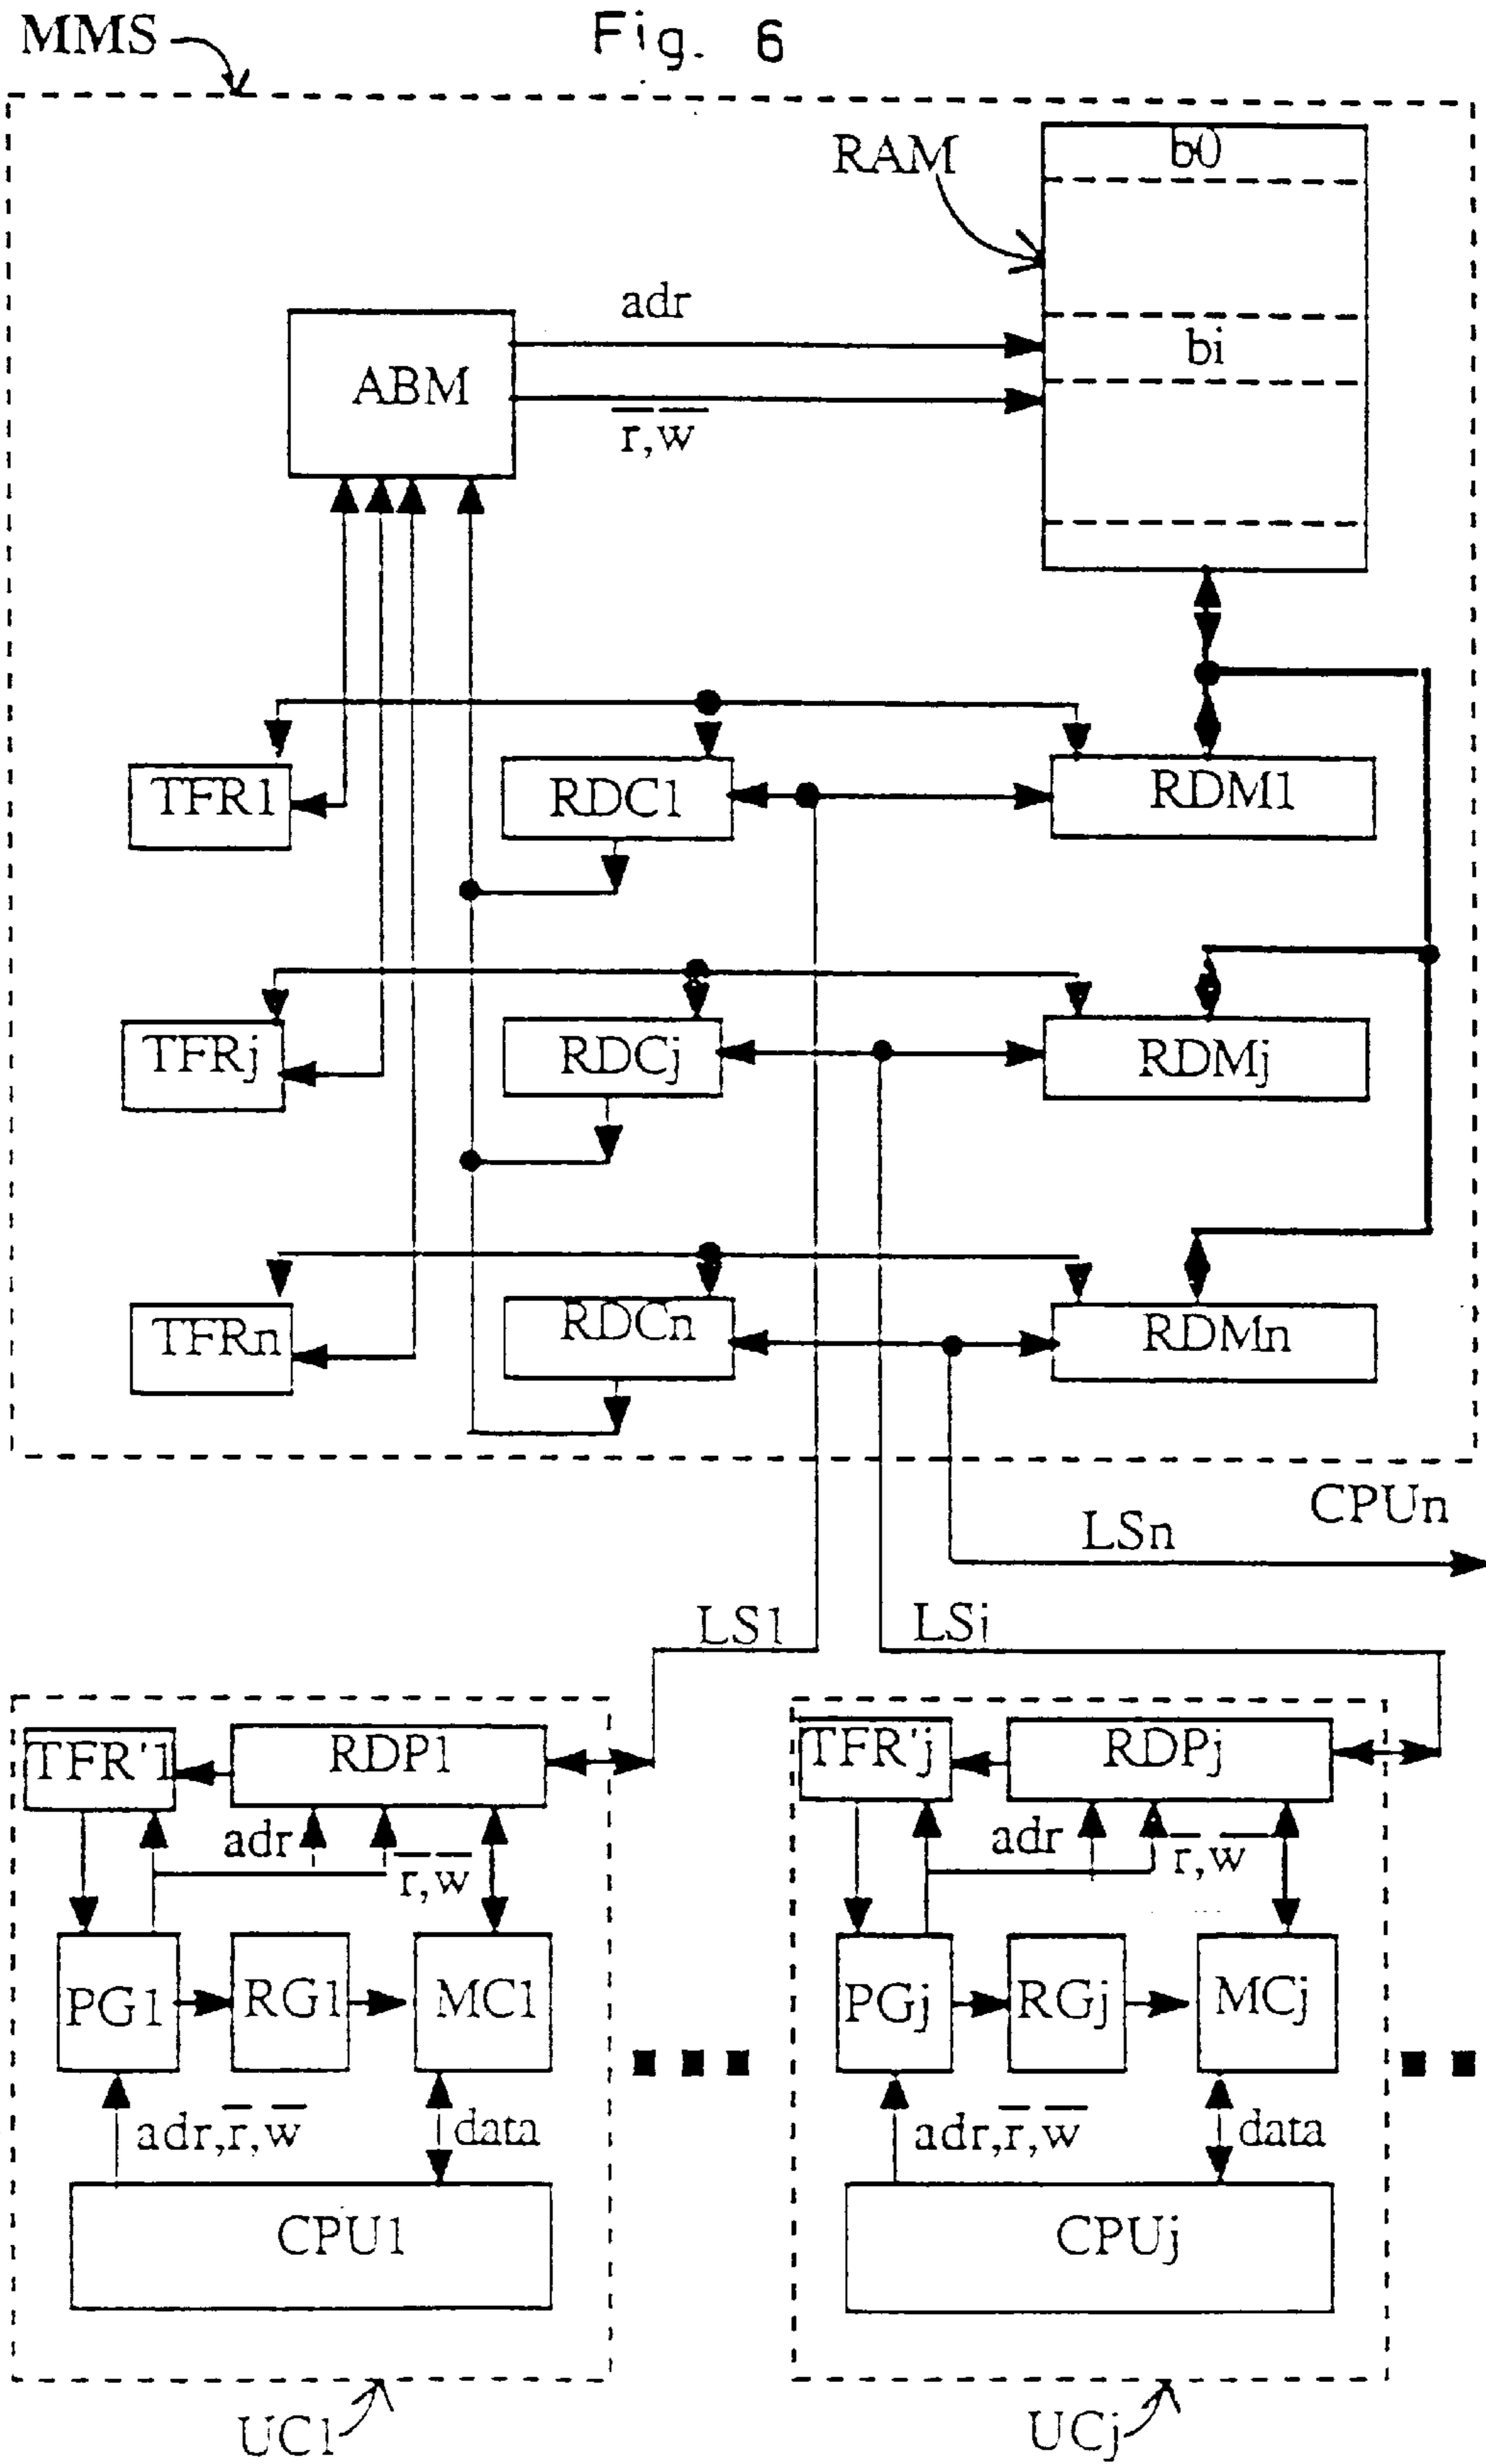 MMS
Fig. 6
b0
RAM
adr
bi
ABM
r̅,w̅
TFR1
RDC1
RDM1
TFRj
RDCj
RDMj
TFRn
RDCn
RDMn
CPUn
LSn
LS1
LSj
TFR'1
RDP1
TFR'j
RDPj
adr
r̅,w̅
adr
r̅,w̅
PG1
RG1
MC1
PGj
RGj
MCj
adr,r̅,w̅
data
adr,r̅,w̅
data
CPU1
CPUj
UC1
UCj